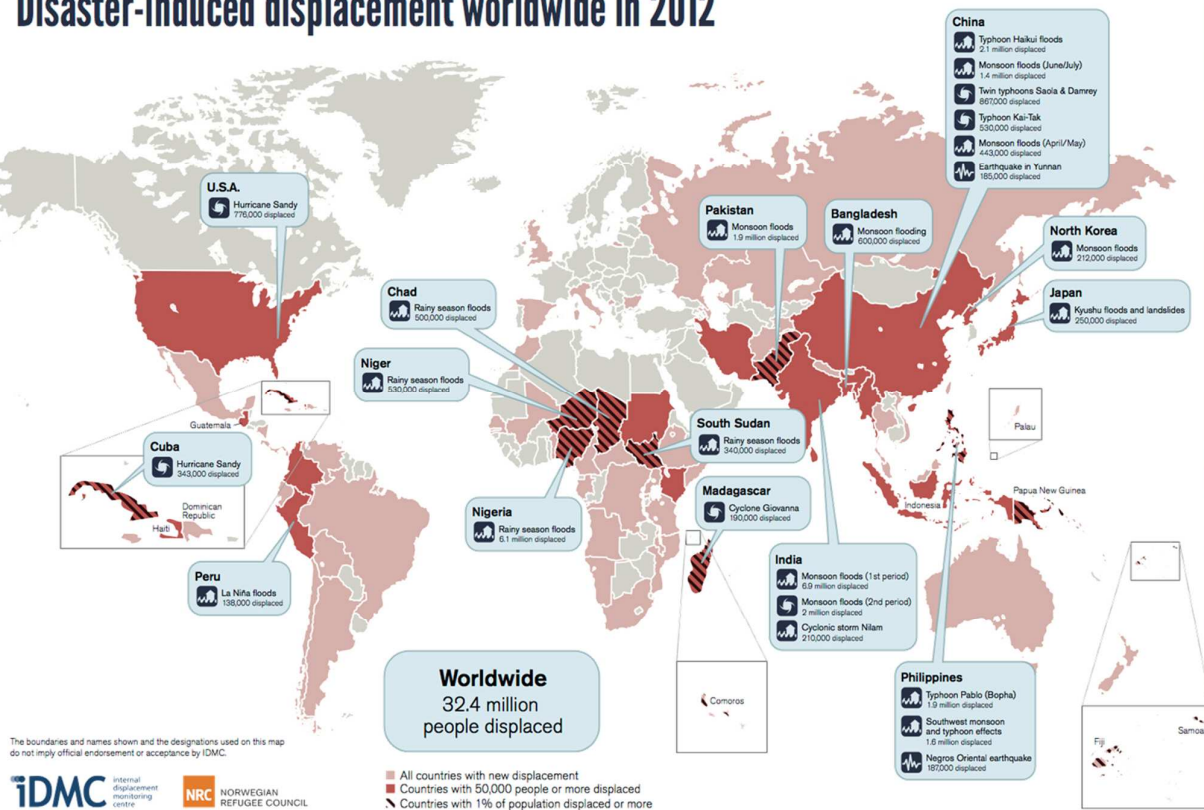 Disaster-induced displacement worldwide in 2012
China
Typhoon Haikui floods
2.1 million displaced
Monsoon floods (June/July)
1.4 million displaced
Twin typhoons Saola & Damrey
867,000 displaced
Typhoon Kai-Tak
530,000 displaced
Monsoon floods (April/May)
443,000 displaced
Earthquake in Yunnan
185,000 displaced
U.S.A.
Hurricane Sandy
776,000 displaced
Pakistan
Monsoon floods
1.9 million displaced
Bangladesh
Monsoon flooding
600,000 displaced
North Korea
Monsoon floods
212,000 displaced
Japan
Kyushu floods and landslides
250,000 displaced
Chad
Rainy season floods
500,000 displaced
Niger
Rainy season floods
530,000 displaced
Guatemala
Cuba
Hurricane Sandy
343,000 displaced
Dominican
Republic
Haiti
South Sudan
Rainy season floods
340,000 displaced
Palau
Nigeria
Rainy season floods
6.1 million displaced
Madagascar
Cyclone Giovanna
190,000 displaced
Papua New Guinea
Indonesia
Peru
La Niña floods
138,000 displaced
India
Monsoon floods (1st period)
6.9 million displaced
Monsoon floods (2nd period)
2 million displaced
Cyclonic storm Nilam
210,000 displaced
Worldwide
32.4 million
people displaced
Comoros
Philippines
Typhoon Pablo (Bopha)
1.9 million displaced
Southwest monsoon
and typhoon effects
1.6 million displaced
Negros Oriental earthquake
187,000 displaced
Fiji
Samoa
The boundaries and names shown and the designations used on this map
do not imply official endorsement or acceptance by IDMC.
iDMC
internal
displacement
monitoring
centre
NRC
NORWEGIAN
REFUGEE COUNCIL
All countries with new displacement
Countries with 50,000 people or more displaced
Countries with 1% of population displaced or more